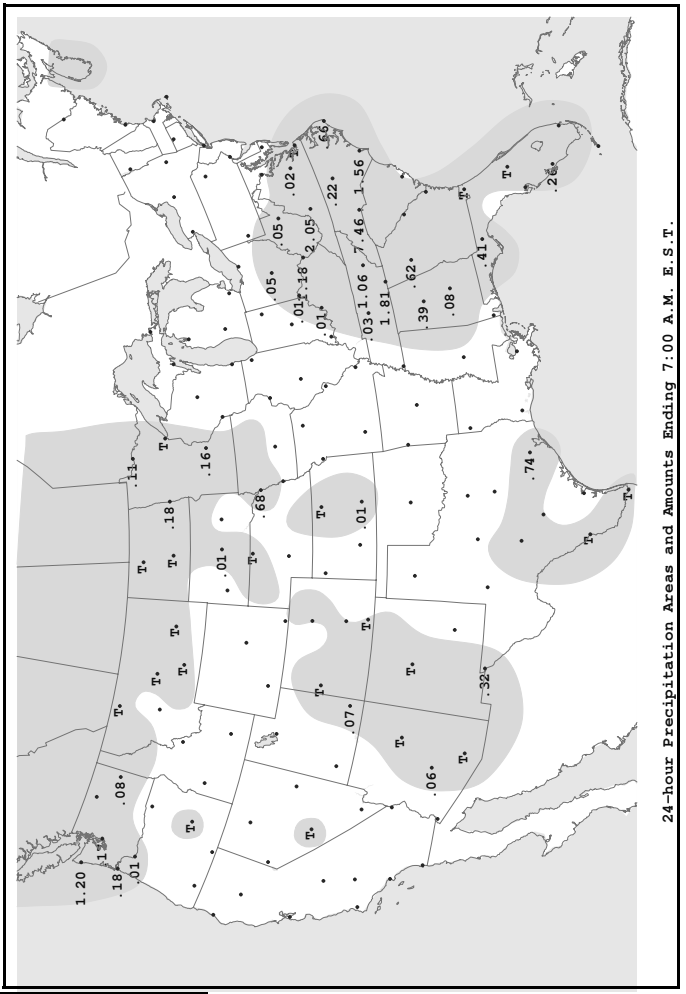 1.20
.18
.01
.08
T
T
T
T
T
T
.18
.11
T
T
.16
.01
T
.68
.05
.05
.02
.01
1.18
2.05
T
T
T
.01
.66
.22
.07
.01
.03
1.06
7.46
1.56
T
1.81
T
T
.62
.39
.06
.08
T
T
.41
.32
T
.74
.26
T
T
24-hour Precipitation Areas and Amounts Ending 7:00 A.M. E.S.T.